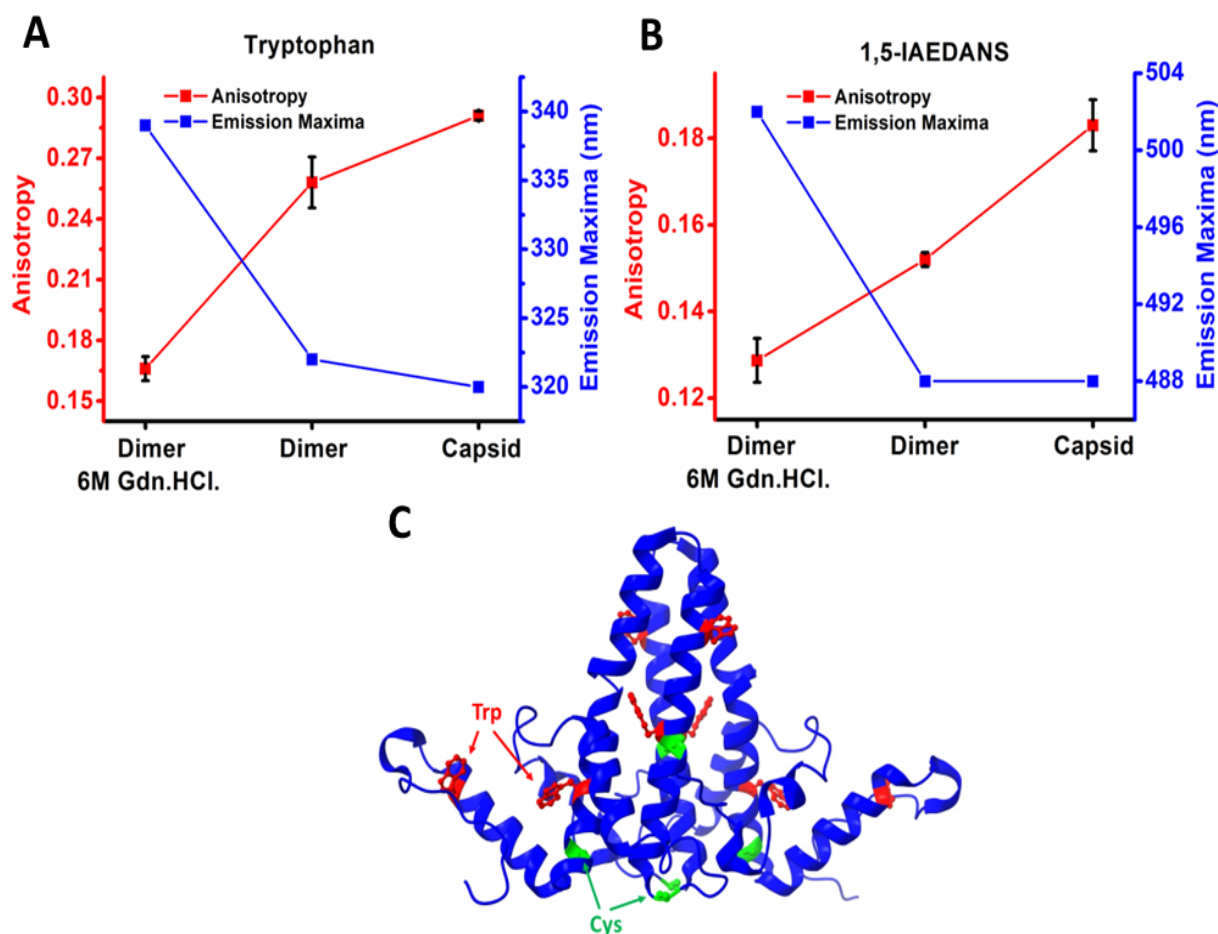 A
Tryptophan
Anisotropy
Emission Maxima
0.30
0.27
0.24
0.21
0.18
0.15
Anisotropy
340
335
330
325
320
Emission Maxima (nm)
Dimer
6M Gdn.HCl.
Dimer
Capsid
B
1,5-IAEDANS
Anisotropy
Emission Maxima
0.18
0.16
0.14
0.12
Anisotropy
504
500
496
492
488
Emission Maxima (nm)
Dimer
6M Gdn.HCl.
Dimer
Capsid
C
Trp
Cys